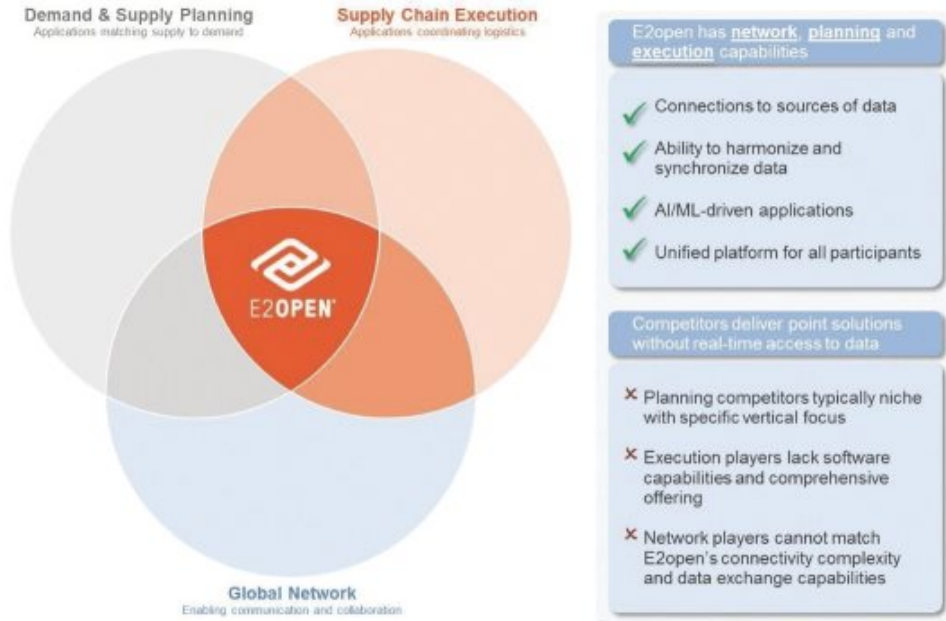 Demand & Supply Planning
Applications matching supply to demand
Supply Chain Execution
Applications coordinating logistics
E2OPEN
Global Network
Enabling communication and collaboration
E2open has network, planning and
execution capabilities
Connections to sources of data
Ability to harmonize and
synchronize data
AI/ML-driven applications
Unified platform for all participants
Competitors deliver point solutions
without real-time access to data
Planning competitors typically niche
with specific vertical focus
Execution players lack software
capabilities and comprehensive
offering
Network players cannot match
E2open's connectivity complexity
and data exchange capabilities